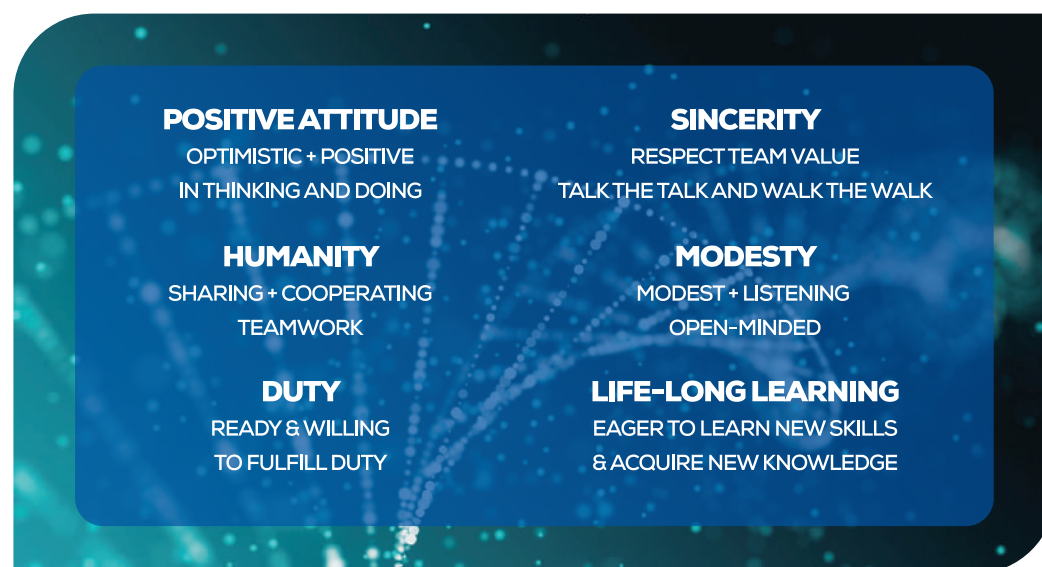 POSITIVE ATTITUDE
OPTIMISTIC + POSITIVE
IN THINKING AND DOING
SINCERITY
RESPECT TEAM VALUE
TALK THE TALK AND WALK THE WALK
HUMANITY
SHARING + COOPERATING
TEAMWORK
MODESTY
MODEST + LISTENING
OPEN-MINDED
DUTY
READY & WILLING
TO FULFILL DUTY
LIFE-LONG LEARNING
EAGER TO LEARN NEW SKILLS
& ACQUIRE NEW KNOWLEDGE